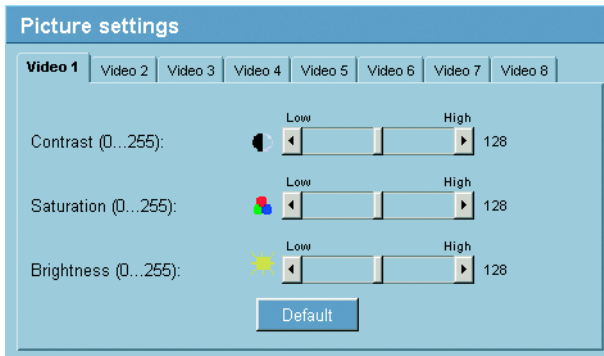 Picture settings
Video 1 Video 2 Video 3 Video 4 Video 5 Video 6 Video 7 Video 8
Low High
Contrast (0...255): 128
Low High
Saturation (0...255): 128
Low High
Brightness (0...255): 128
Default